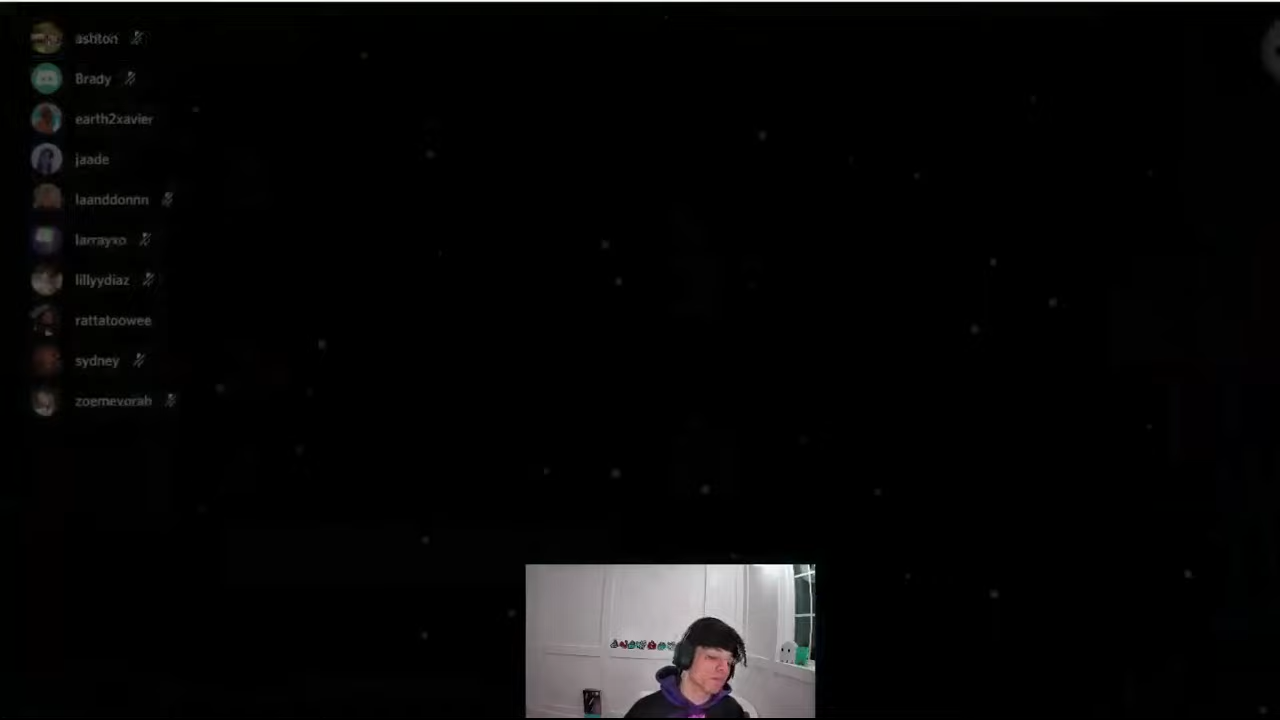 ashton
Brady
earth2xavier
jaade
laanddonnn
larrayxo
lillyydiaz
rattatoowee
sydney
zoemevorah